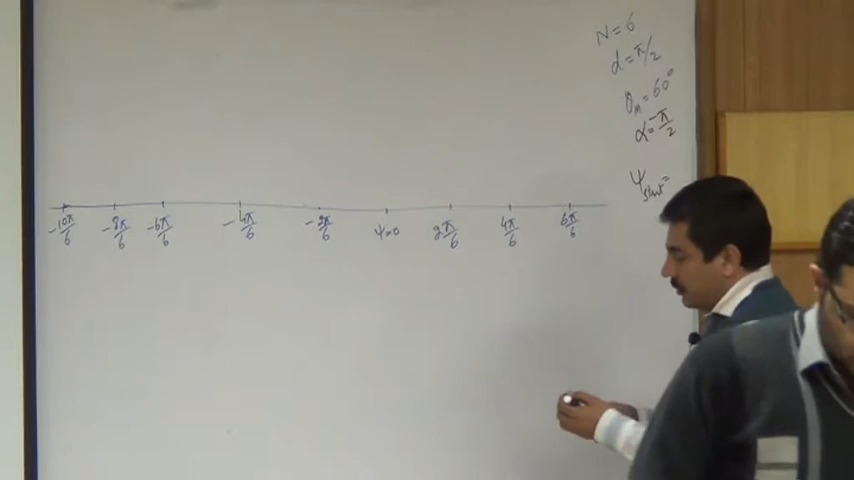 N = 6
d = π/2
θM = 60°
α = -π/2
Ψstart =
-10π/6 -8π/6 -6π/6 -4π/6 -2π/6 Ψ=0 2π/6 4π/6 6π/6